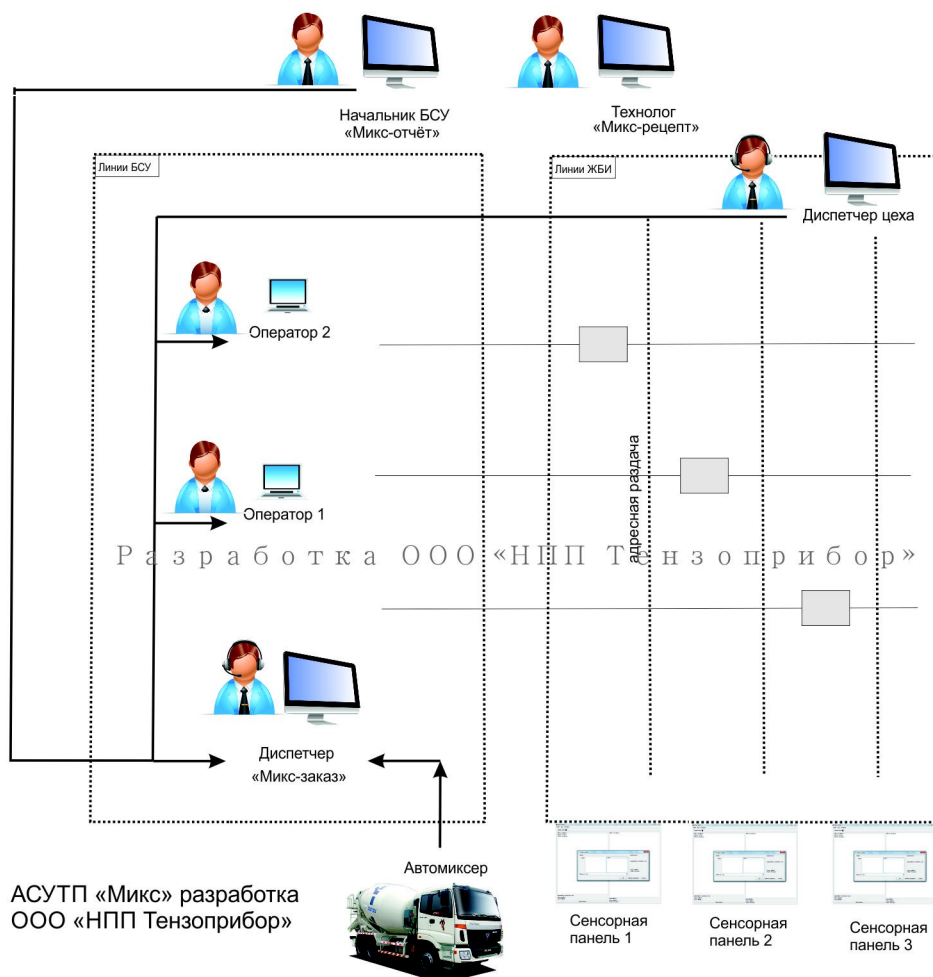 Начальник БСУ
«Микс-отчёт»
Технолог
«Микс-рецепт»
Линии БСУ
Линии ЖБИ
Диспетчер цеха
Оператор 2
Оператор 1
адресная раздача
Разработка ООО «НПП Тензоприбор»
Диспетчер
«Микс-заказ»
Автомиксер
АСУТП «Микс» разработка
ООО «НПП Тензоприбор»
Сенсорная
панель 1
Сенсорная
панель 2
Сенсорная
панель 3